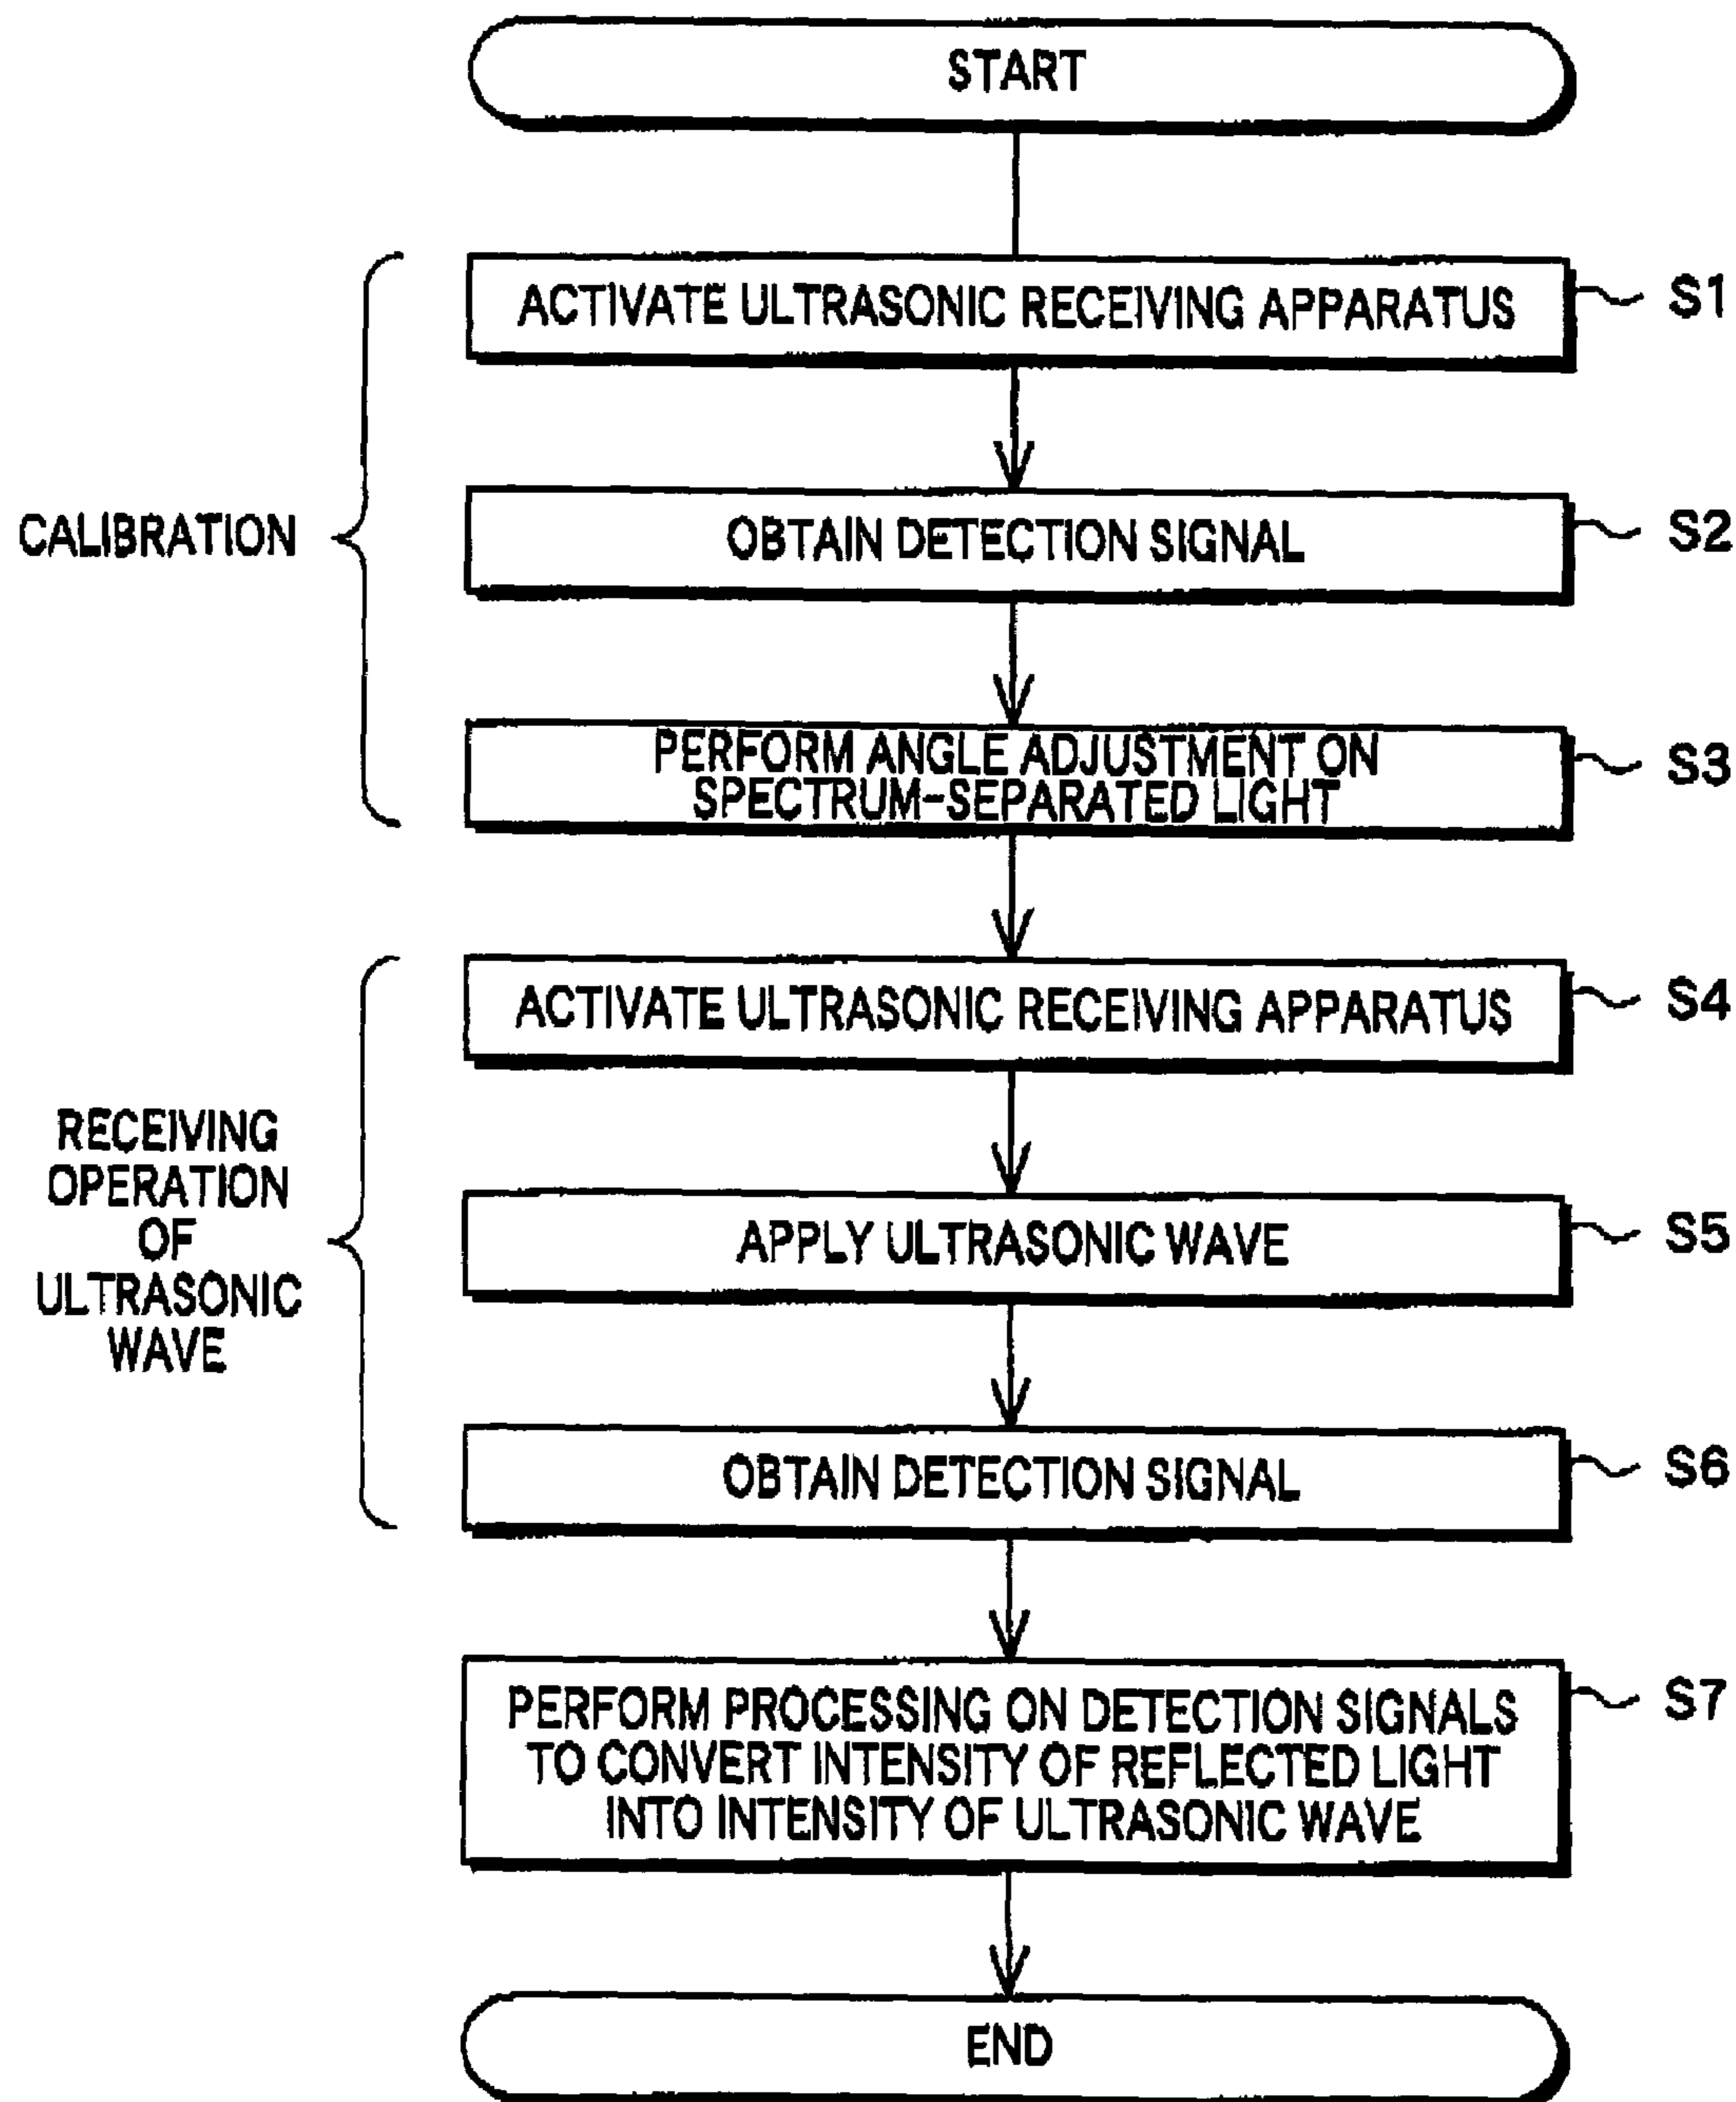 START
ACTIVATE ULTRASONIC RECEIVING APPARATUS
S1
CALIBRATION
OBTAIN DETECTION SIGNAL
S2
PERFORM ANGLE ADJUSTMENT ON
SPECTRUM-SEPARATED LIGHT
S3
ACTIVATE ULTRASONIC RECEIVING APPARATUS
S4
RECEIVING
OPERATION
OF
ULTRASONIC
WAVE
APPLY ULTRASONIC WAVE
S5
OBTAIN DETECTION SIGNAL
S6
PERFORM PROCESSING ON DETECTION SIGNALS
TO CONVERT INTENSITY OF REFLECTED LIGHT
INTO INTENSITY OF ULTRASONIC WAVE
S7
END